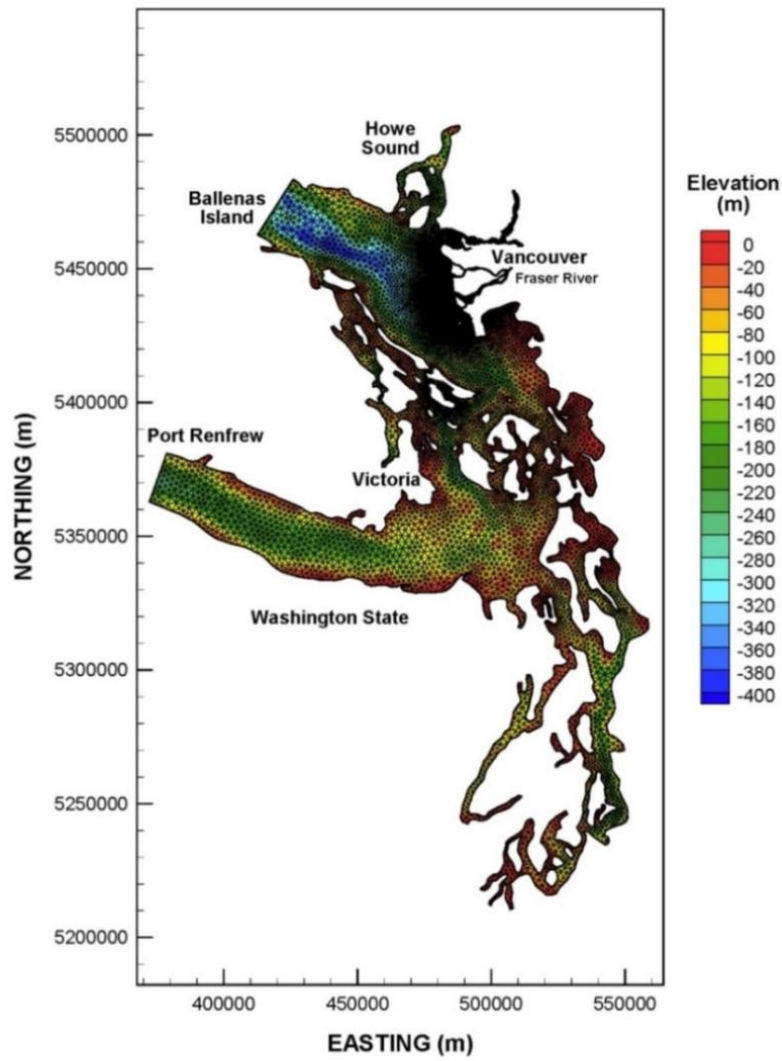 Howe
Sound
Ballenas
Island
Vancouver
Fraser River
Port Renfrew
Victoria
Washington State
NORTHING (m)
5500000
5450000
5400000
5350000
5300000
5250000
5200000
400000
450000
500000
550000
EASTING (m)
Elevation
(m)
0
-20
-40
-60
-80
-100
-120
-140
-160
-180
-200
-220
-240
-260
-280
-300
-320
-340
-360
-380
-400